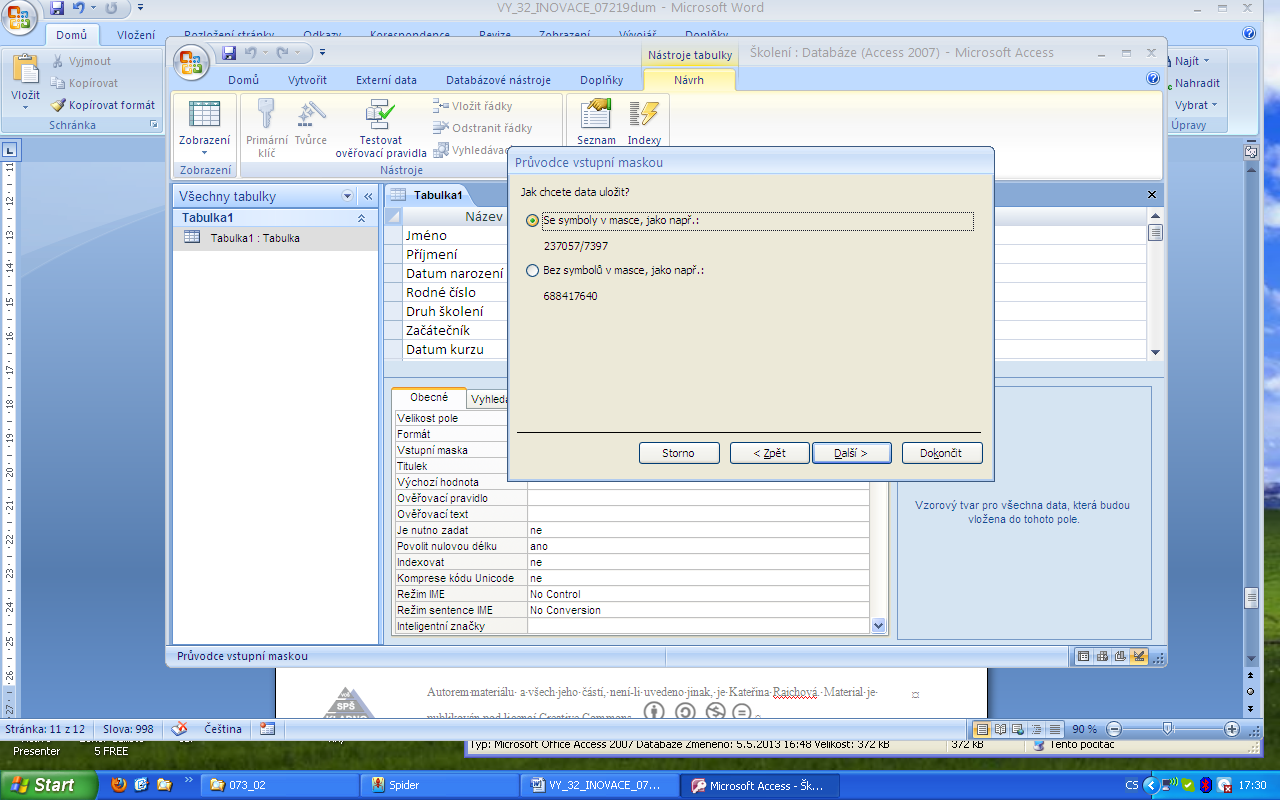 VY_32_INOVACE_07219dum - Microsoft Word
Domů Vložení Rozložení stránky Odkazy Korespondence Revize Zobrazení Vývojář Doplňky
Vložit
Vyjmout
Kopírovat
Kopírovat formát
Schránka
Najít
Nahradit
Vybrat
Úpravy
Nástroje tabulky Školení : Databáze (Access 2007) - Microsoft Access
Domů Vytvořit Externí data Databázové nástroje Doplňky Návrh
Zobrazení
Zobrazení
Primární klíč
Tvůrce
Testovat ověřovací pravidla
Vložit řádky
Odstranit řádky
Nástroje
Seznam
Indexy
Všechny tabulky
Tabulka1
Tabulka1 : Tabulka
Tabulka1
Název
Jméno
Příjmení
Datum narození
Rodné číslo
Druh školení
Začátečník
Datum kurzu
Průvodce vstupní maskou
Jak chcete data uložit?
Se symboly v masce, jako např.:
237057/7397
Bez symbolů v masce, jako např.:
688417640
Storno < Zpět Další > Dokončit
Obecné
Velikost pole
Formát
Vstupní maska
Titulek
Výchozí hodnota
Ověřovací pravidlo
Ověřovací text
Je nutno zadat ne
Povolit nulovou délku ano
Indexovat ne
Komprese kódu Unicode ne
Režim IME No Control
Režim sentence IME No Conversion
Inteligentní značky
Vzorový tvar pro všechna data, která budou
vložena do tohoto pole.
Průvodce vstupní maskou
Autorem materiálu a všech jeho částí, není-li uvedeno jinak, je Kateřina Rajchová. Materiál je
publikován pod licencí Creative Commons.
Stránka: 11 z 12 Slova: 998 Čeština 90 %
Presenter 5 FREE
Typ: Microsoft Office Access 2007 Databáze Změněno: 5.5.2013 16:48 Velikost: 372 kB 372 kB Tento počítač
Start 073_02 Spider VY_32_INOVACE_07... Microsoft Access - Šk... CS 17:30